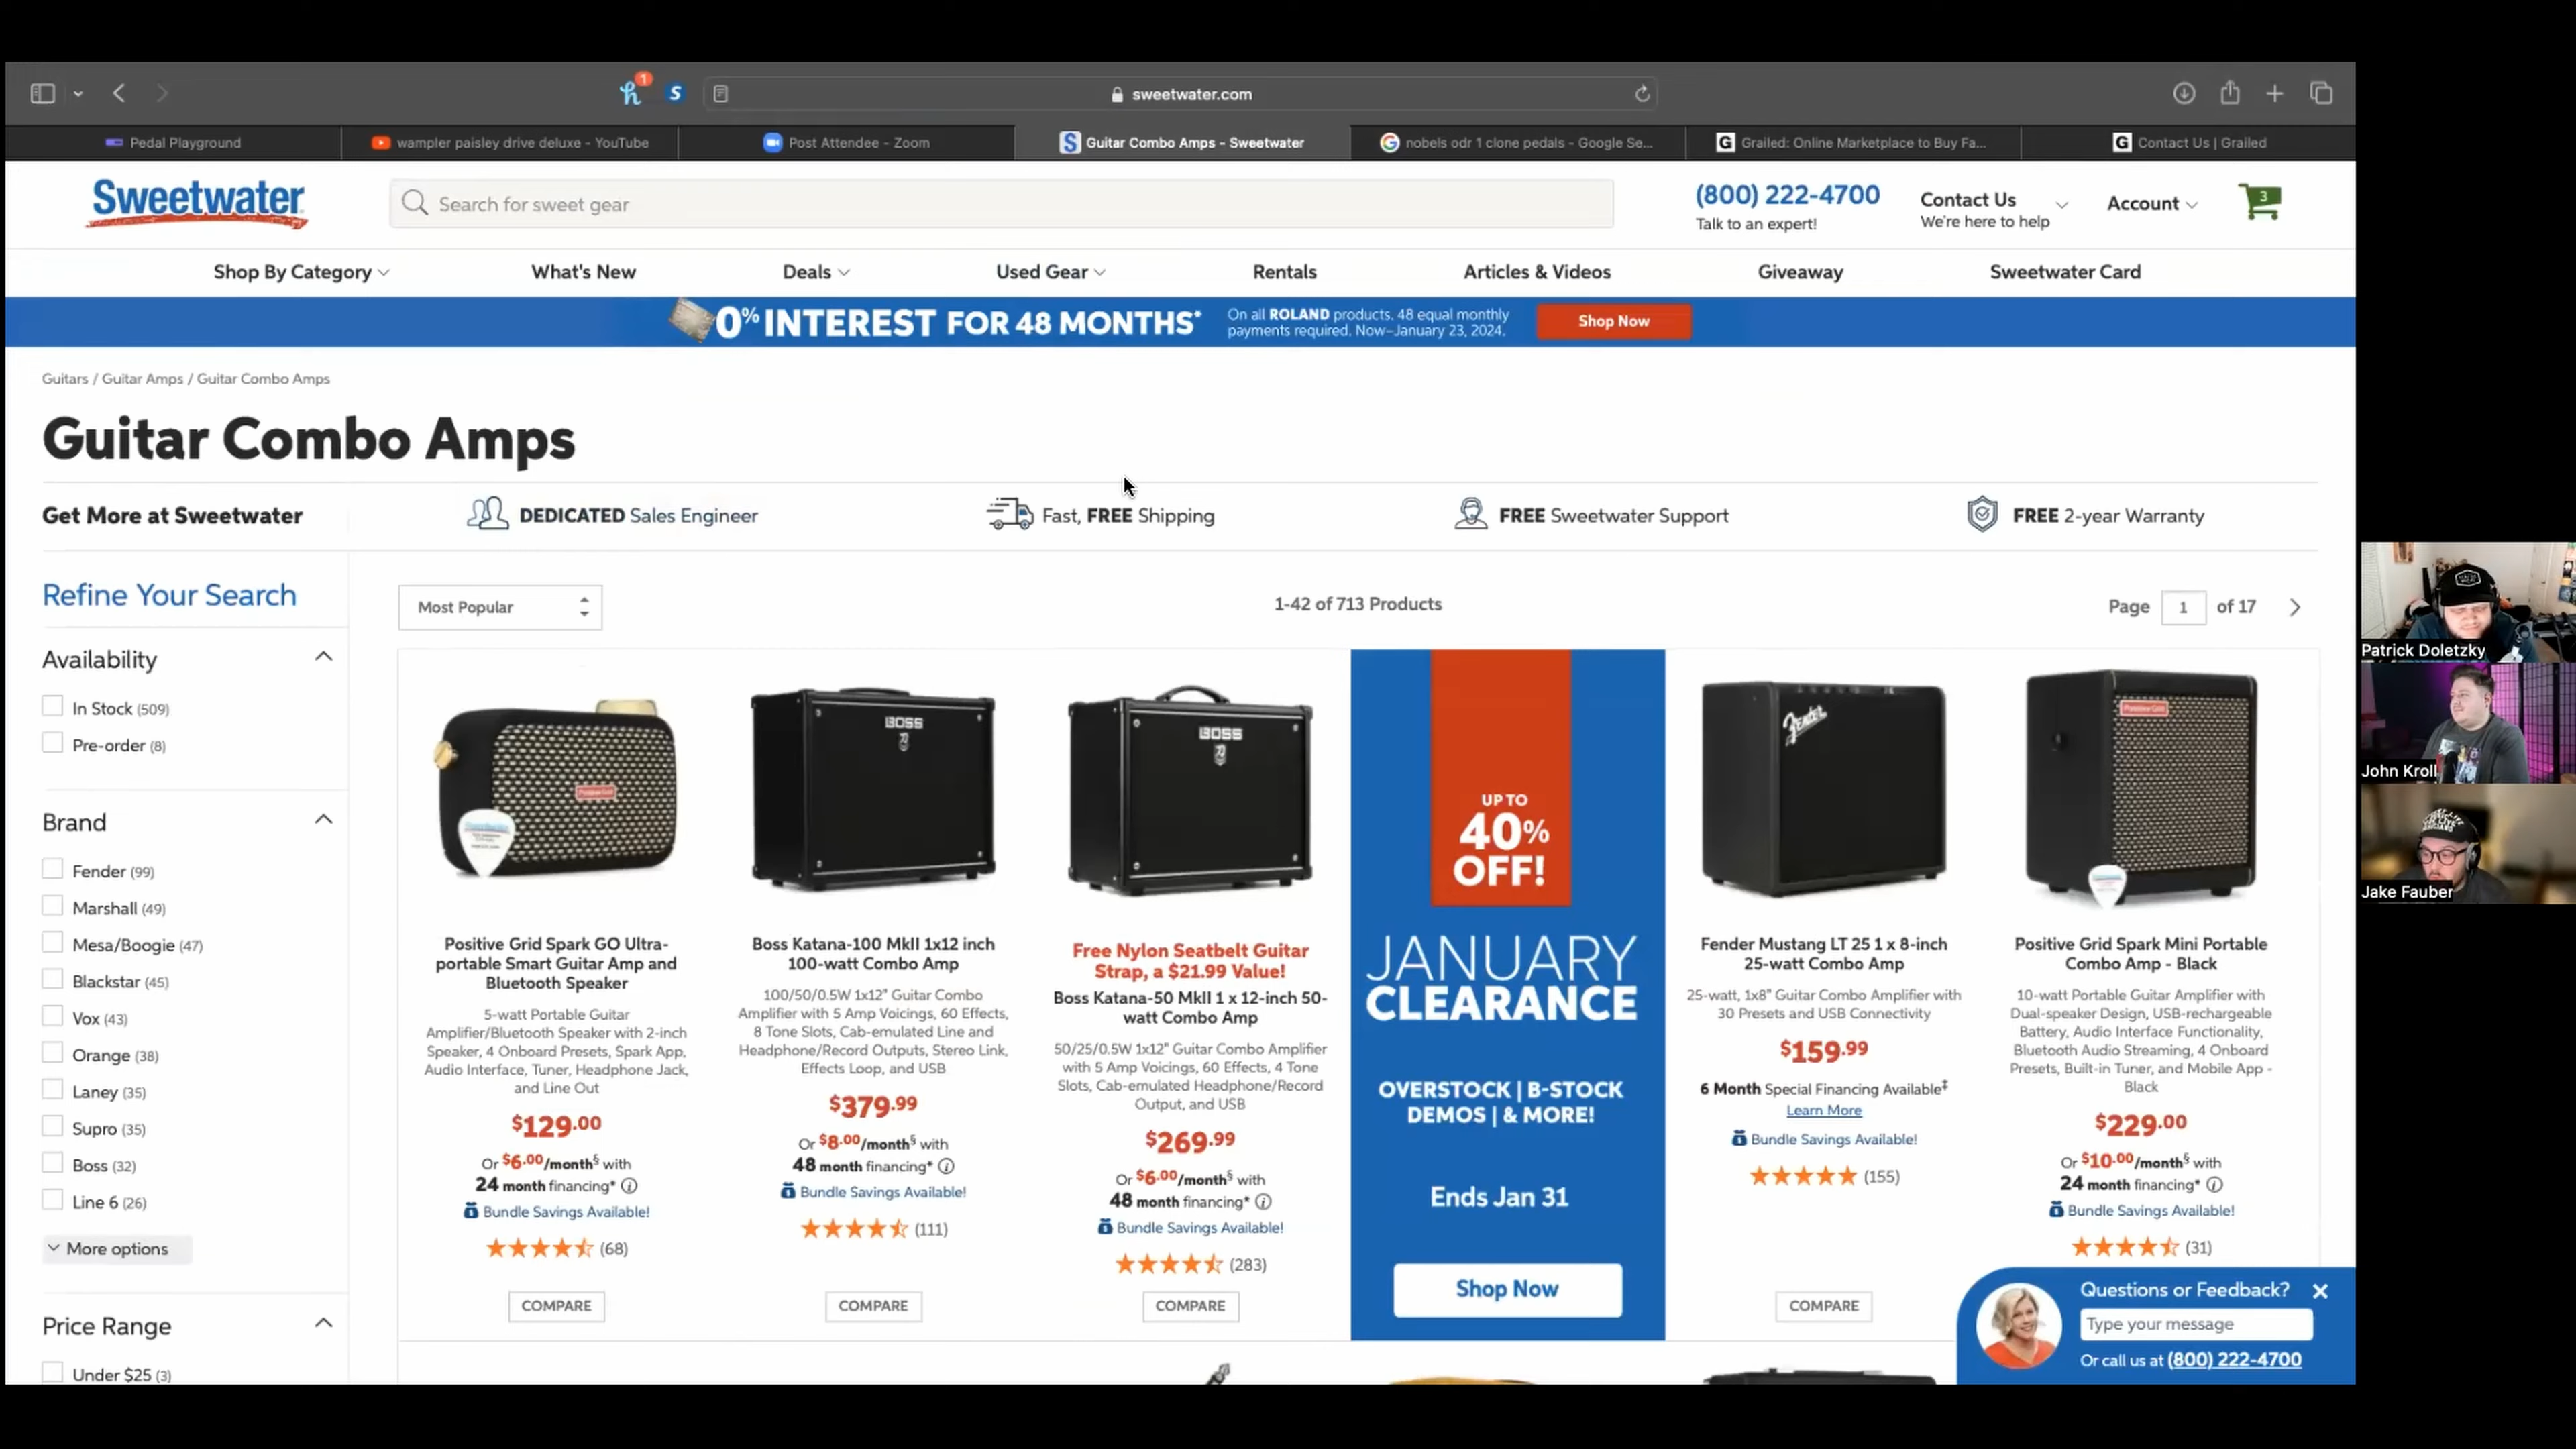 1
sweetwater.com
Pedal Playground
wampler paisley drive deluxe - YouTube
Post Attendee - Zoom
Guitar Combo Amps - Sweetwater
nobels odr 1 clone pedals - Google Se...
Grailed: Online Marketplace to Buy Fa...
Contact Us | Grailed
Sweetwater
Search for sweet gear
(800) 222-4700
Talk to an expert!
Contact Us
We're here to help
Account
3
Shop By Category
What's New
Deals
Used Gear
Rentals
Articles & Videos
Giveaway
Sweetwater Card
0% INTEREST FOR 48 MONTHS*
On all ROLAND products. 48 equal monthly
payments required. Now–January 23, 2024.
Shop Now
Guitars / Guitar Amps / Guitar Combo Amps
Guitar Combo Amps
Get More at Sweetwater
DEDICATED Sales Engineer
Fast, FREE Shipping
FREE Sweetwater Support
FREE 2-year Warranty
Refine Your Search
Availability
In Stock (509)
Pre-order (8)
Brand
Fender (99)
Marshall (49)
Mesa/Boogie (47)
Blackstar (45)
Vox (43)
Orange (38)
Laney (35)
Supro (35)
Boss (32)
Line 6 (26)
More options
Price Range
Under $25 (3)
Most Popular
1-42 of 713 Products
Page 1 of 17
Positive Grid
Sweetwater
Positive Grid Spark GO Ultra-
portable Smart Guitar Amp and
Bluetooth Speaker
5-watt Portable Guitar
Amplifier/Bluetooth Speaker with 2-inch
Speaker, 4 Onboard Presets, Spark App,
Audio Interface, Tuner, Headphone Jack,
and Line Out
$129.00
Or $6.00/month§ with
24 month financing*
Bundle Savings Available!
(68)
COMPARE
BOSS
Boss Katana-100 MkII 1x12 inch
100-watt Combo Amp
100/50/0.5W 1x12" Guitar Combo
Amplifier with 5 Amp Voicings, 60 Effects,
8 Tone Slots, Cab-emulated Line and
Headphone/Record Outputs, Stereo Link,
Effects Loop, and USB
$379.99
Or $8.00/month§ with
48 month financing*
Bundle Savings Available!
(111)
COMPARE
BOSS
Free Nylon Seatbelt Guitar
Strap, a $21.99 Value!
Boss Katana-50 MkII 1 x 12-inch 50-
watt Combo Amp
50/25/0.5W 1x12" Guitar Combo Amplifier
with 5 Amp Voicings, 60 Effects, 4 Tone
Slots, Cab-emulated Headphone/Record
Output, and USB
$269.99
Or $6.00/month§ with
48 month financing*
Bundle Savings Available!
(283)
COMPARE
UP TO
40%
OFF!
JANUARY
CLEARANCE
OVERSTOCK | B-STOCK
DEMOS | & MORE!
Ends Jan 31
Shop Now
Fender
Fender Mustang LT 25 1 x 8-inch
25-watt Combo Amp
25-watt, 1x8" Guitar Combo Amplifier with
30 Presets and USB Connectivity
$159.99
6 Month Special Financing Available‡
Learn More
Bundle Savings Available!
(155)
COMPARE
Positive Grid
Positive Grid Spark Mini Portable
Combo Amp - Black
10-watt Portable Guitar Amplifier with
Dual-speaker Design, USB-rechargeable
Battery, Audio Interface Functionality,
Bluetooth Audio Streaming, 4 Onboard
Presets, Built-in Tuner, and Mobile App -
Black
$229.00
Or $10.00/month§ with
24 month financing*
Bundle Savings Available!
(31)
Questions or Feedback?
Type your message
Or call us at (800) 222-4700
Patrick Doletzky
John Kroll
Jake Fauber